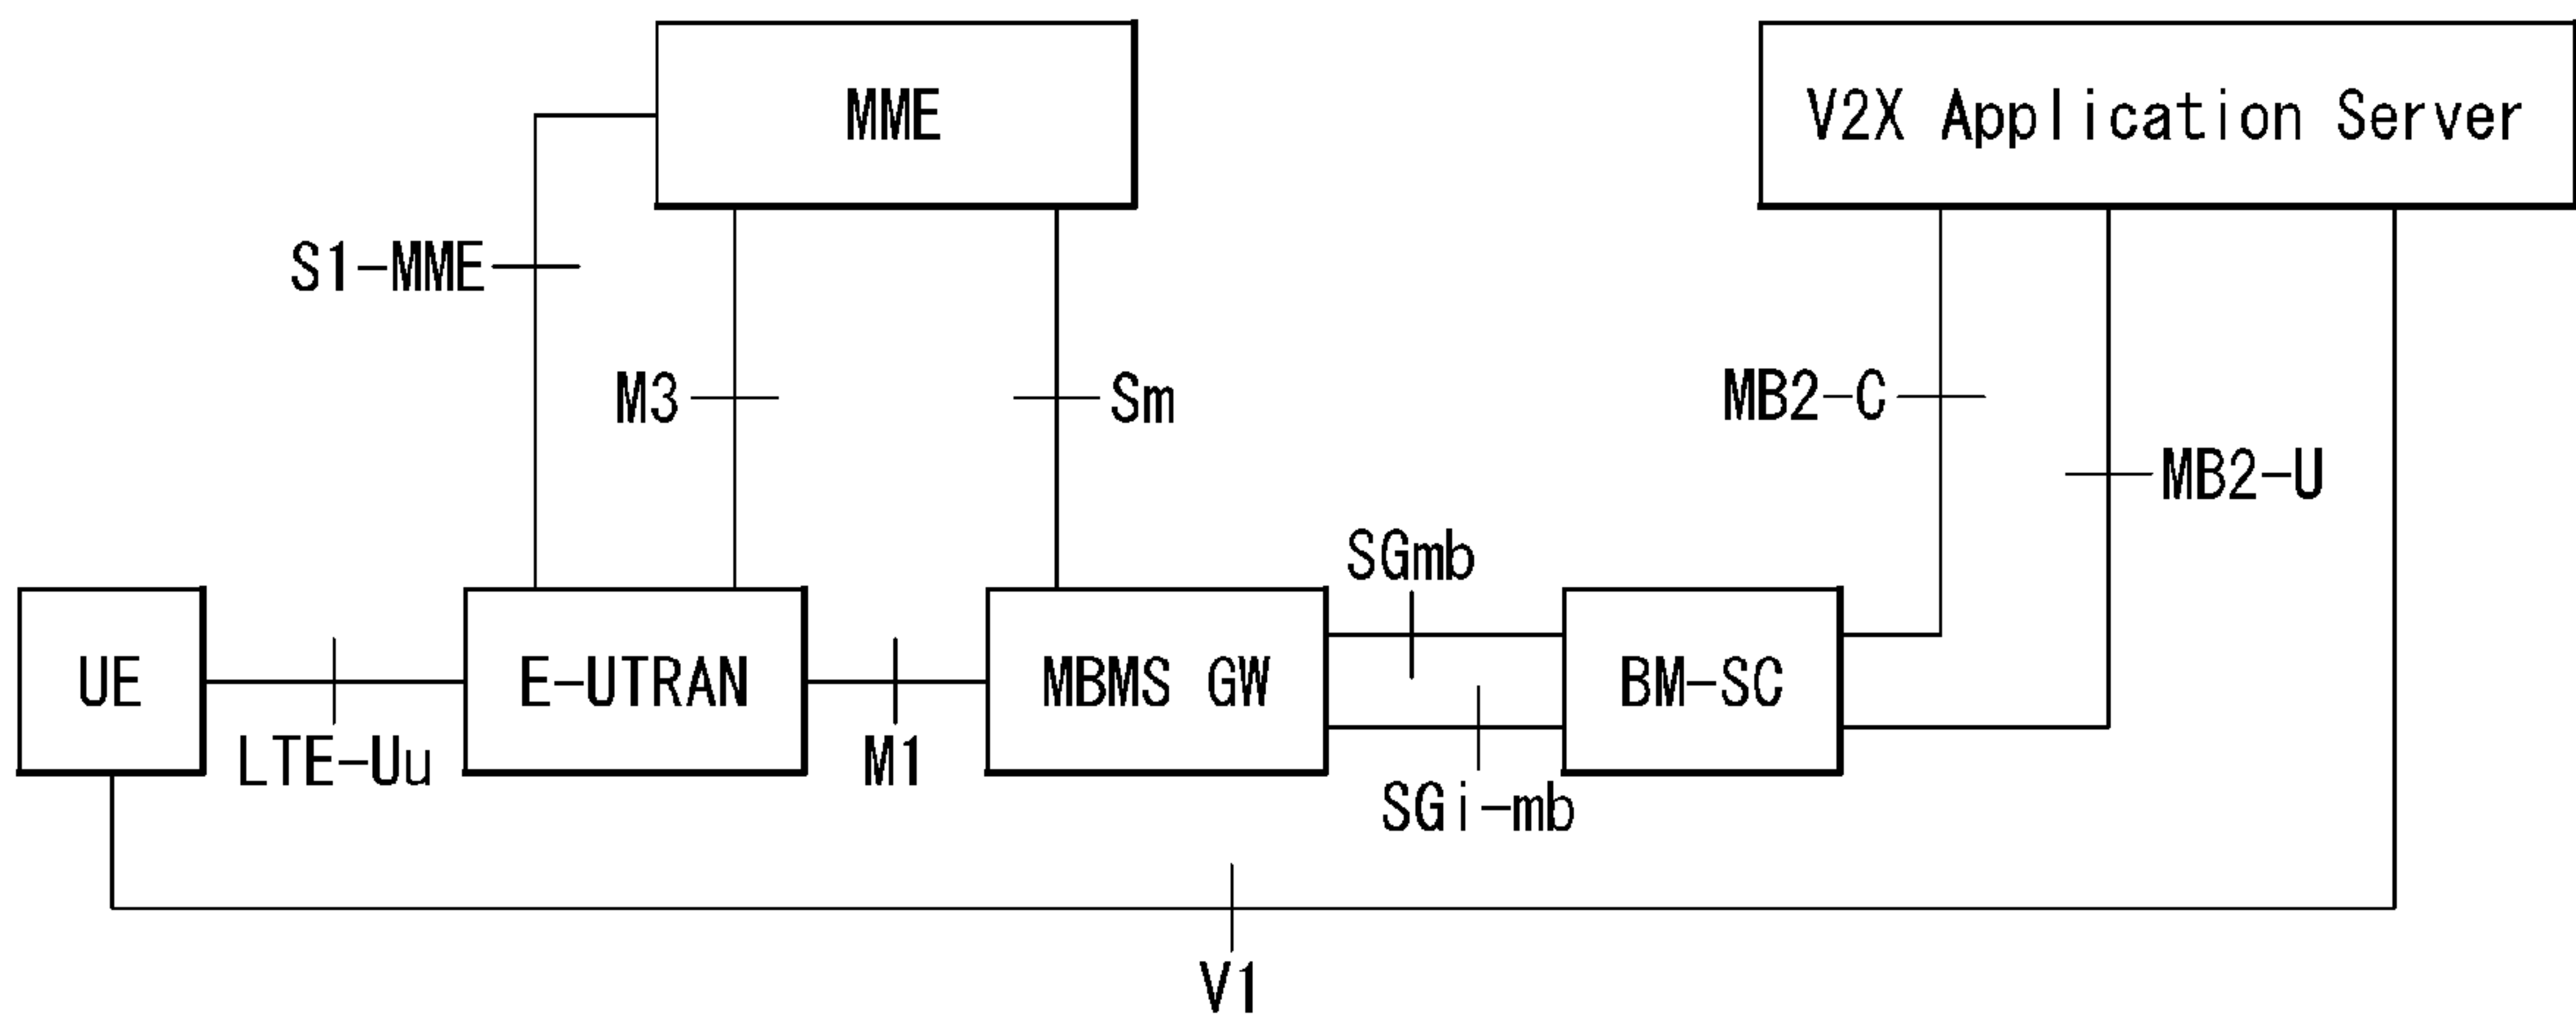 MME
V2X Application Server
S1-MME
M3
Sm
MB2-C
MB2-U
SGmb
UE
E-UTRAN
MBMS GW
BM-SC
LTE-Uu
M1
SGi-mb
V1